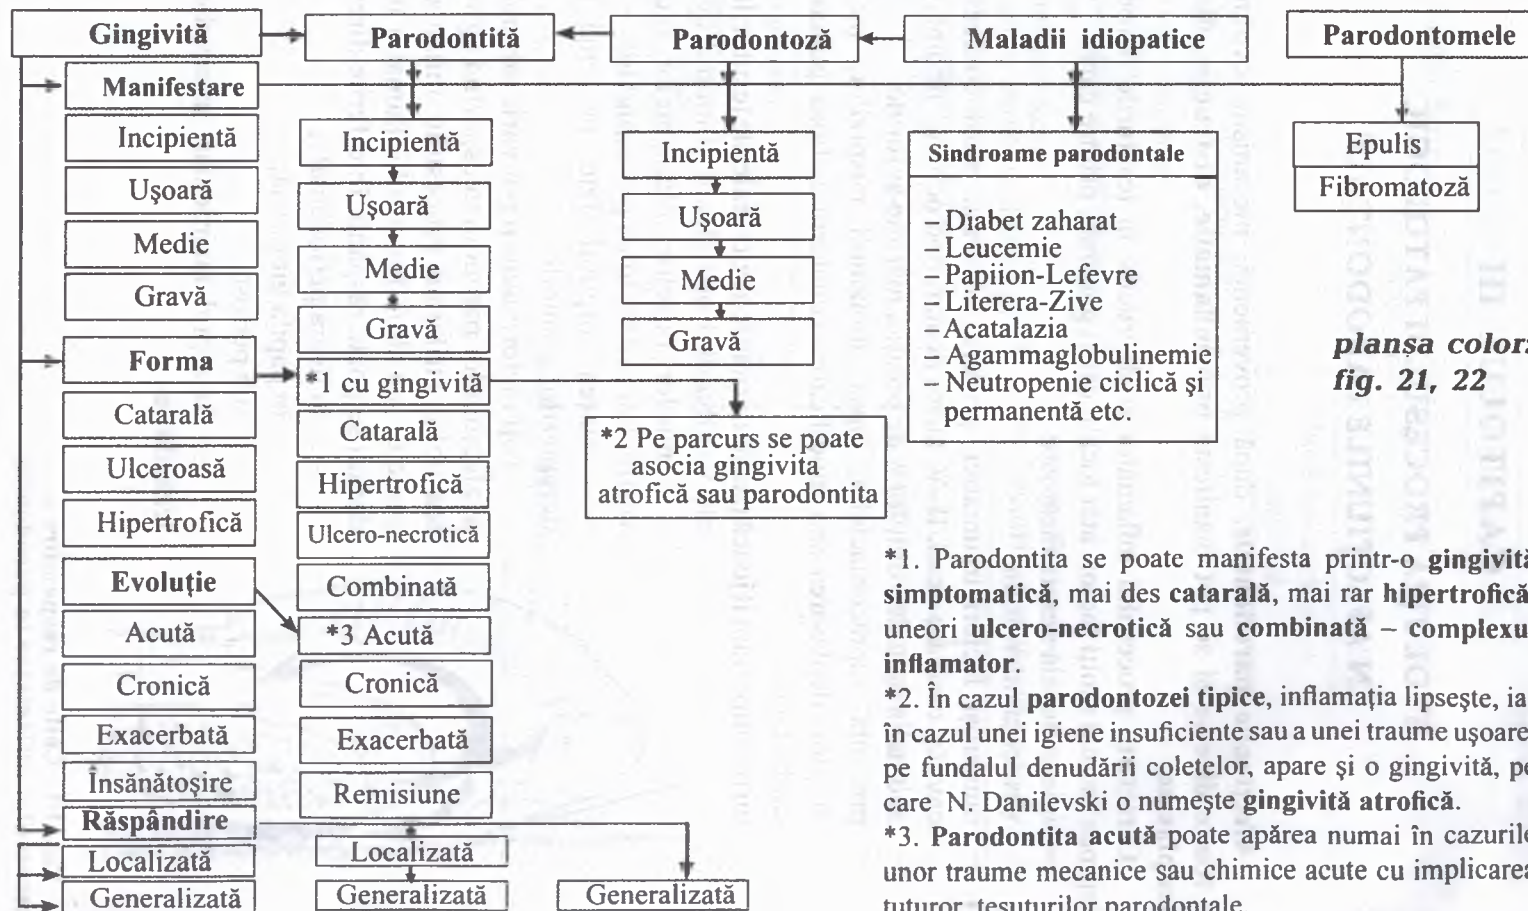 Gingivită
Parodontită
Parodontoză
Maladii idiopatice
Parodontomele
Manifestare
Incipientă
Ușoară
Medie
Gravă
Forma
Catarală
Ulceroasă
Hipertrofică
Evoluție
Acută
Cronică
Exacerbată
Însănătoșire
Răspândire
Localizată
Generalizată
Incipientă
Ușoară
Medie
Gravă
*1 cu gingivită
Catarală
Hipertrofică
Ulcero-necrotică
Combinată
*3 Acută
Cronică
Exacerbată
Remisiune
Localizată
Generalizată
Incipientă
Ușoară
Medie
Gravă
*2 Pe parcurs se poate
asocia gingivita
atrofică sau parodontita
Generalizată
Sindroame parodontale
– Diabet zaharat
– Leucemie
– Papiion-Lefevre
– Literera-Zive
– Acatalazia
– Agammaglobulinemie
– Neutropenie ciclică și
permanentă etc.
Epulis
Fibromatoză
planșa color:
fig. 21, 22
*1. Parodontita se poate manifesta printr-o gingivită
simptomatică, mai des catarală, mai rar hipertrofică
uneori ulcero-necrotică sau combinată – complexu
inflamator.
*2. În cazul parodontozei tipice, inflamația lipsește, ia
în cazul unei igiene insuficiente sau a unei traume ușoare
pe fundalul denudării coletelor, apare și o gingivită, pe
care N. Danilevski o numește gingivită atrofică.
*3. Parodontita acută poate apărea numai în cazurile
unor traume mecanice sau chimice acute cu implicarea
tuturor țesuturilor parodontale.